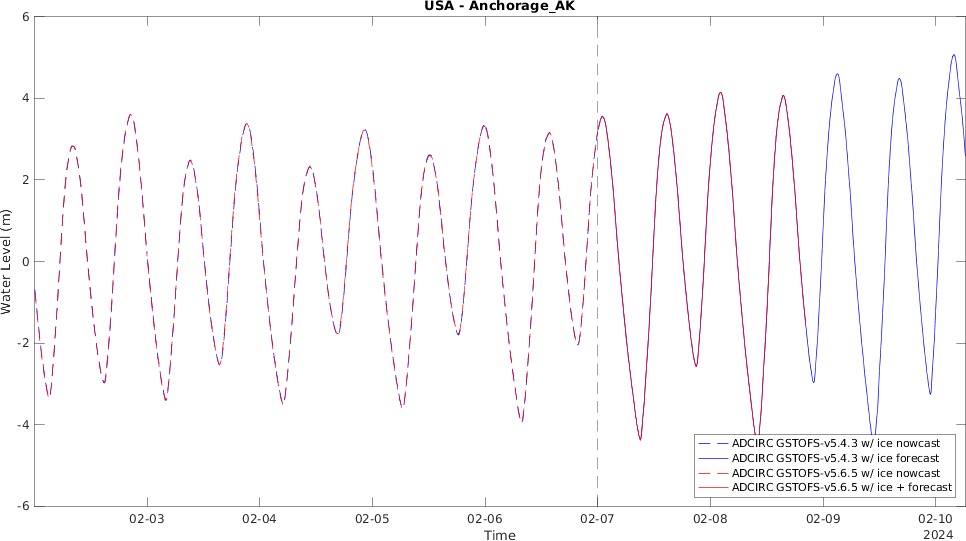 USA - Anchorage_AK
6
4
2
0
-2
-4
-6
Water Level (m)
ADCIRC GSTOFS-v5.4.3 w/ ice nowcast
ADCIRC GSTOFS-v5.4.3 w/ ice forecast
ADCIRC GSTOFS-v5.6.5 w/ ice nowcast
ADCIRC GSTOFS-v5.6.5 w/ ice + forecast
02-03 02-04 02-05 02-06 02-07 02-08 02-09 02-10
Time 2024